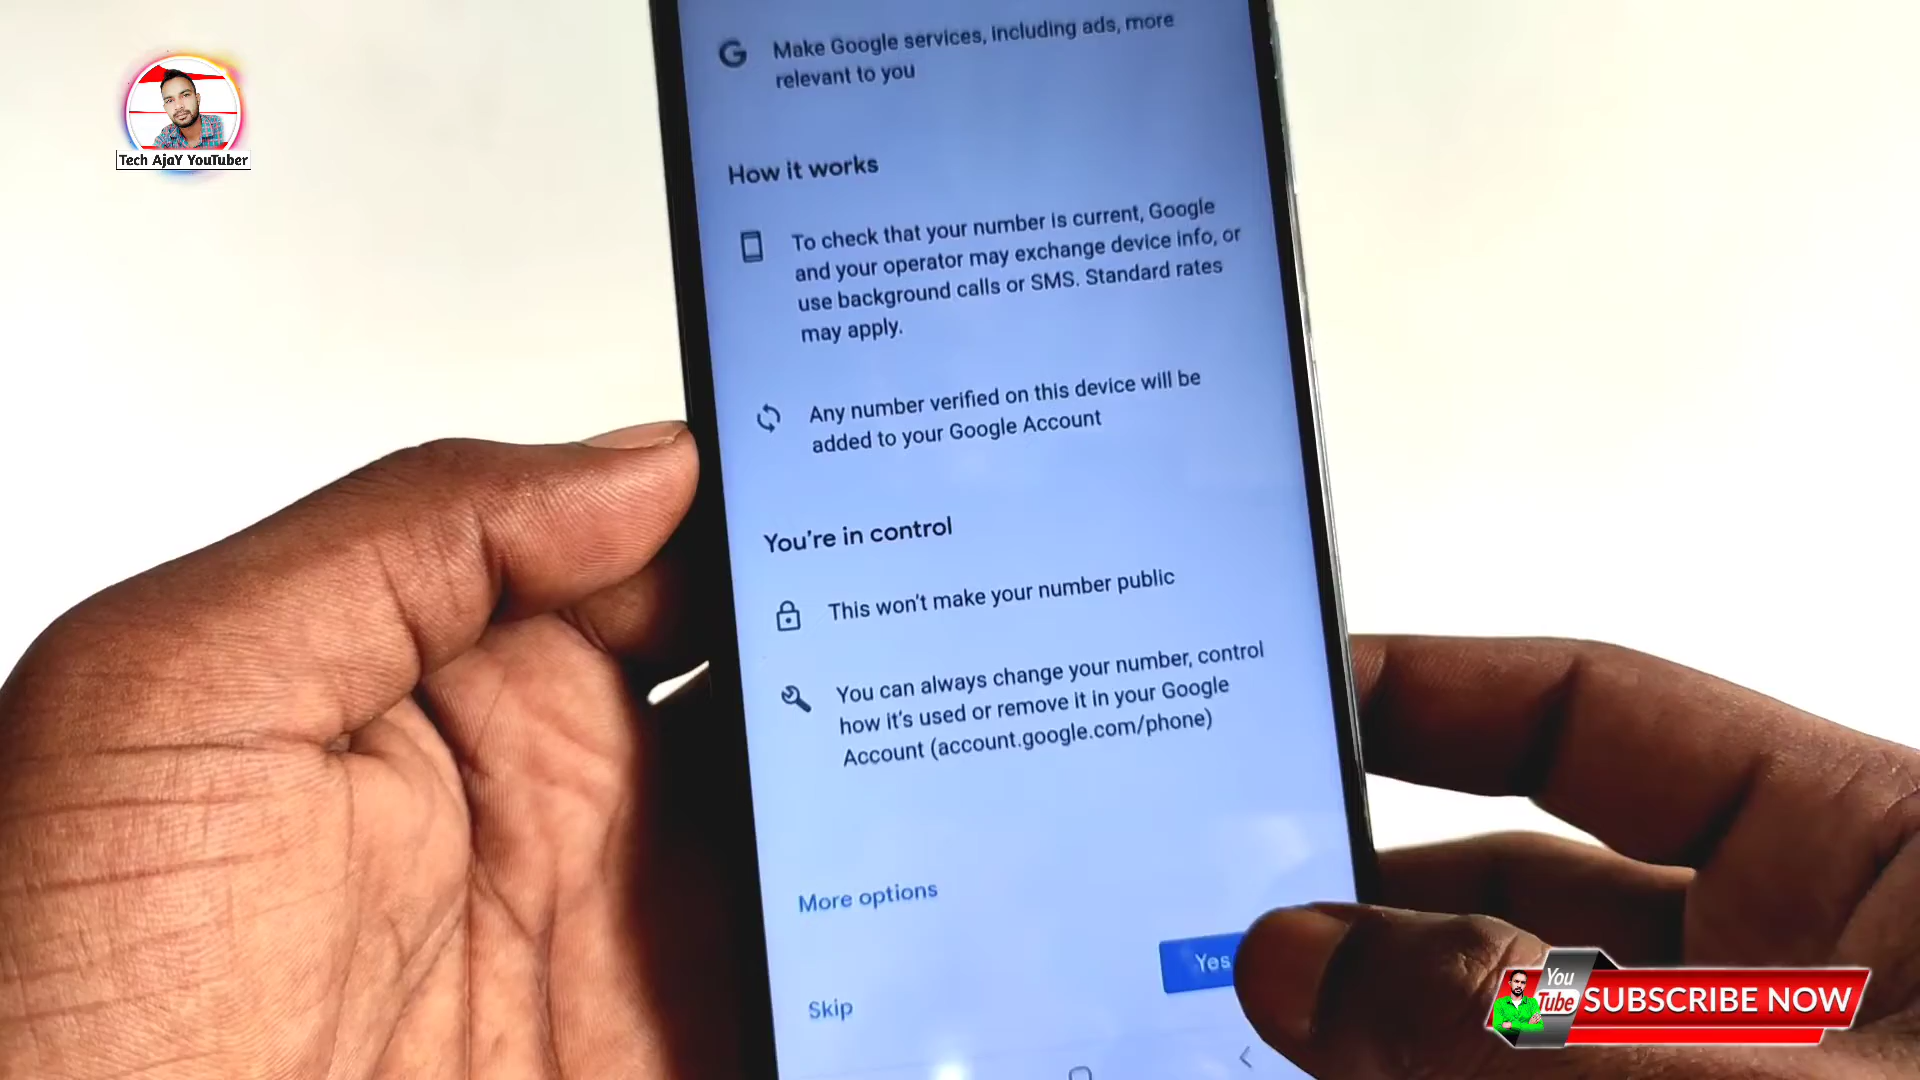 Make Google services, including ads, more
relevant to you
Tech AjaY YouTuber
How it works
To check that your number is current, Google
and your operator may exchange device info, or
use background calls or SMS. Standard rates
may apply.
Any number verified on this device will be
added to your Google Account
You're in control
This won't make your number public
You can always change your number, control
how it's used or remove it in your Google
Account (account.google.com/phone)
More options
Yes
Skip
You
Tube
SUBSCRIBE NOW